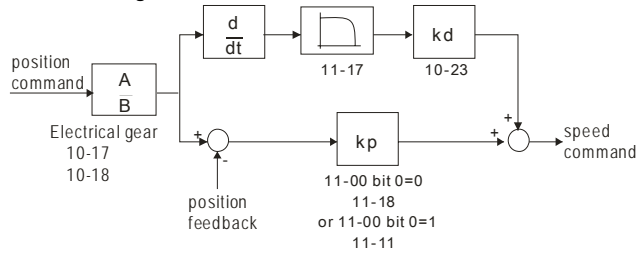 d
dt
kd
11-17
10-23
position
command
A
B
Electrical gear
10-17
10-18
+
-
kp
+
+
speed
command
position
feedback
11-00 bit 0=0
11-18
or 11-00 bit 0=1
11-11